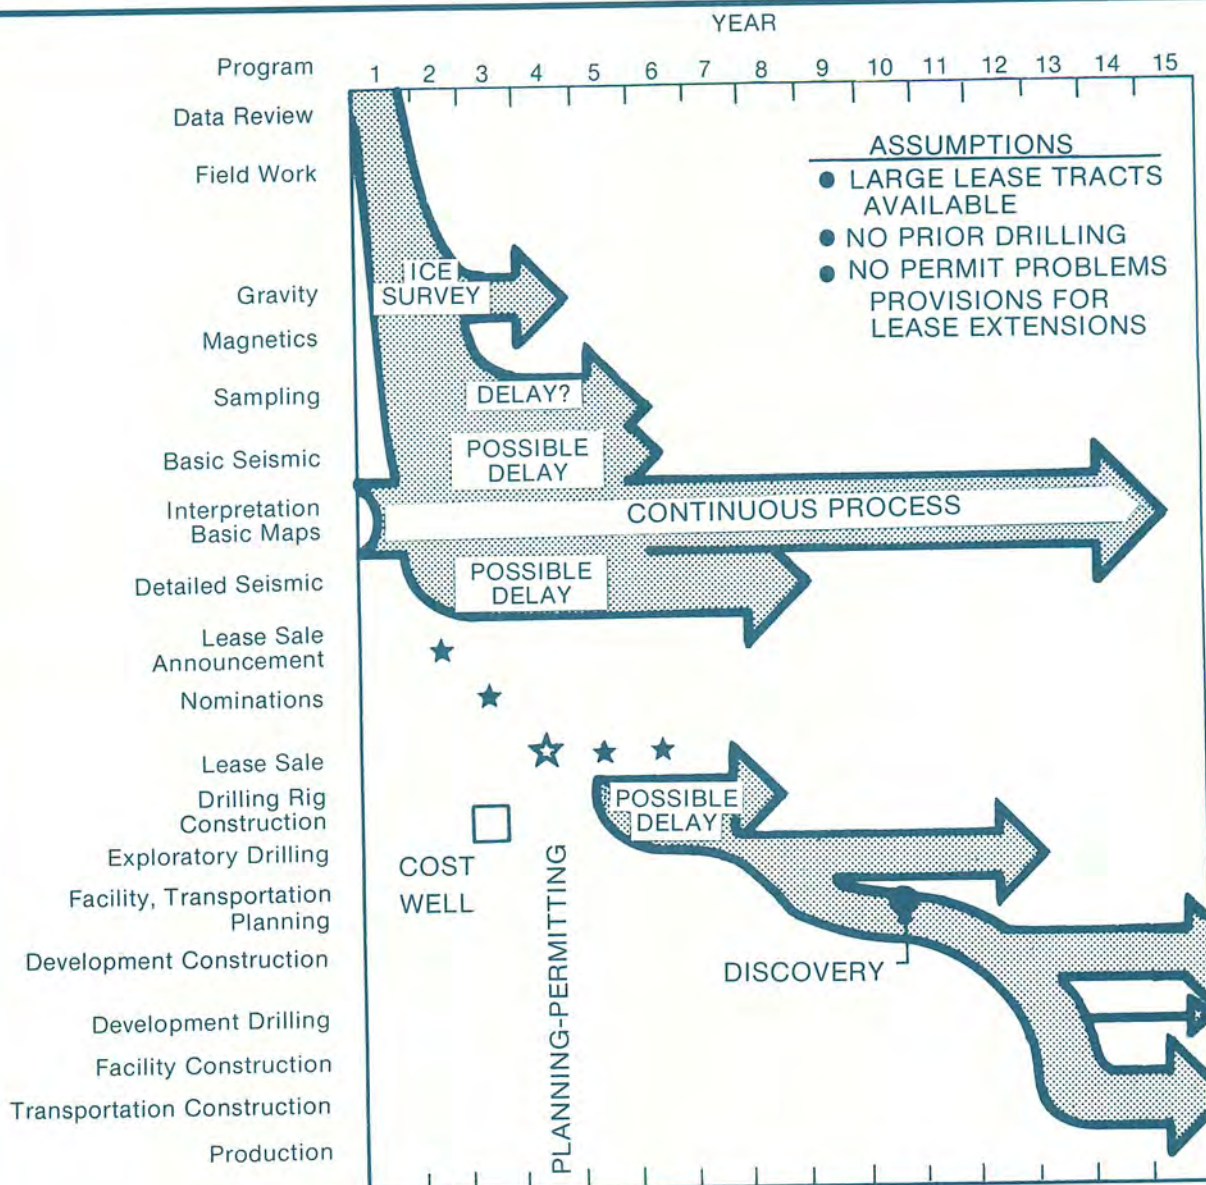 YEAR
Program 1 2 3 4 5 6 7 8 9 10 11 12 13 14 15
Data Review
Field Work
ASSUMPTIONS
● LARGE LEASE TRACTS
AVAILABLE
● NO PRIOR DRILLING
● NO PERMIT PROBLEMS
PROVISIONS FOR
LEASE EXTENSIONS
ICE
SURVEY
Gravity
Magnetics
Sampling
DELAY?
Basic Seismic
POSSIBLE
DELAY
Interpretation
Basic Maps
CONTINUOUS PROCESS
Detailed Seismic
POSSIBLE
DELAY
Lease Sale
Announcement
Nominations
Lease Sale
Drilling Rig
Construction
POSSIBLE
DELAY
Exploratory Drilling
COST
WELL
PLANNING-PERMITTING
Facility, Transportation
Planning
DISCOVERY
Development Construction
Development Drilling
Facility Construction
Transportation Construction
Production